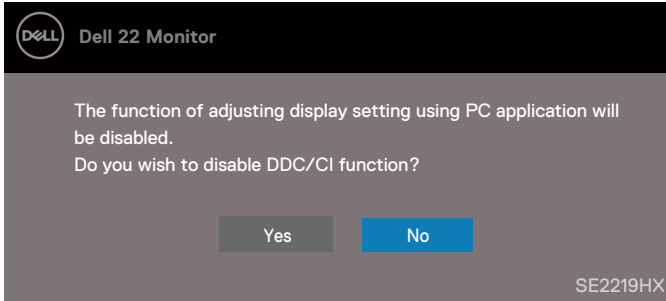 DELL
Dell 22 Monitor
The function of adjusting display setting using PC application will
be disabled.
Do you wish to disable DDC/CI function?
Yes
No
SE2219HX